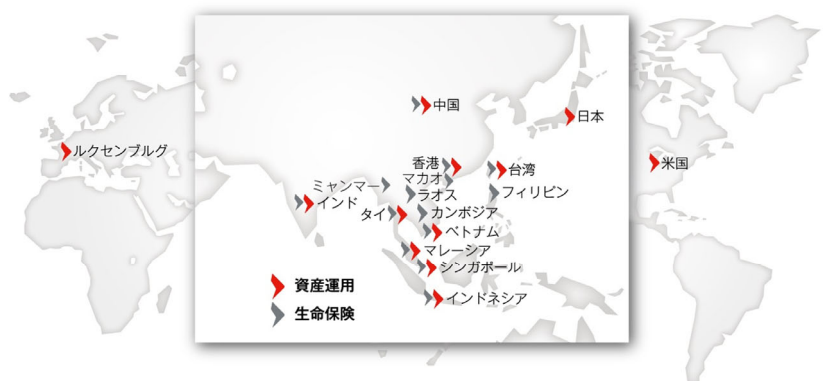 中国
日本
ルクセンブルグ
香港
台湾
米国
マカオ
ミャンマー
ラオス
フィリピン
インド
タイ
カンボジア
ベトナム
マレーシア
シンガポール
資産運用
インドネシア
生命保険